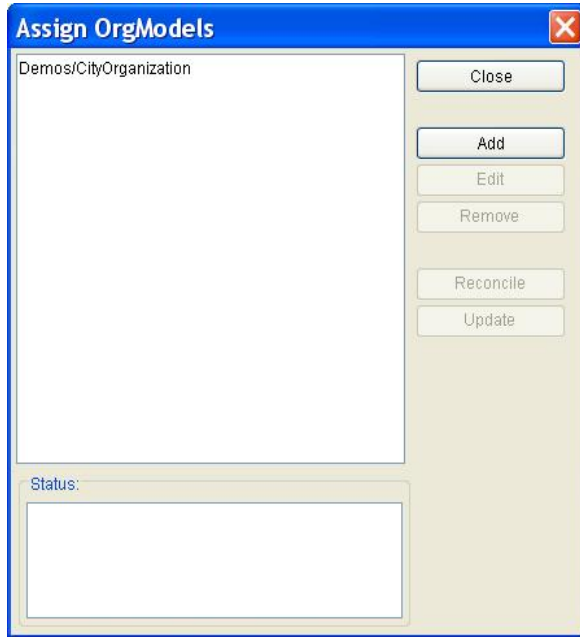 Assign OrgModels
Demos/CityOrganization
Close
Add
Edit
Remove
Reconcile
Update
Status: